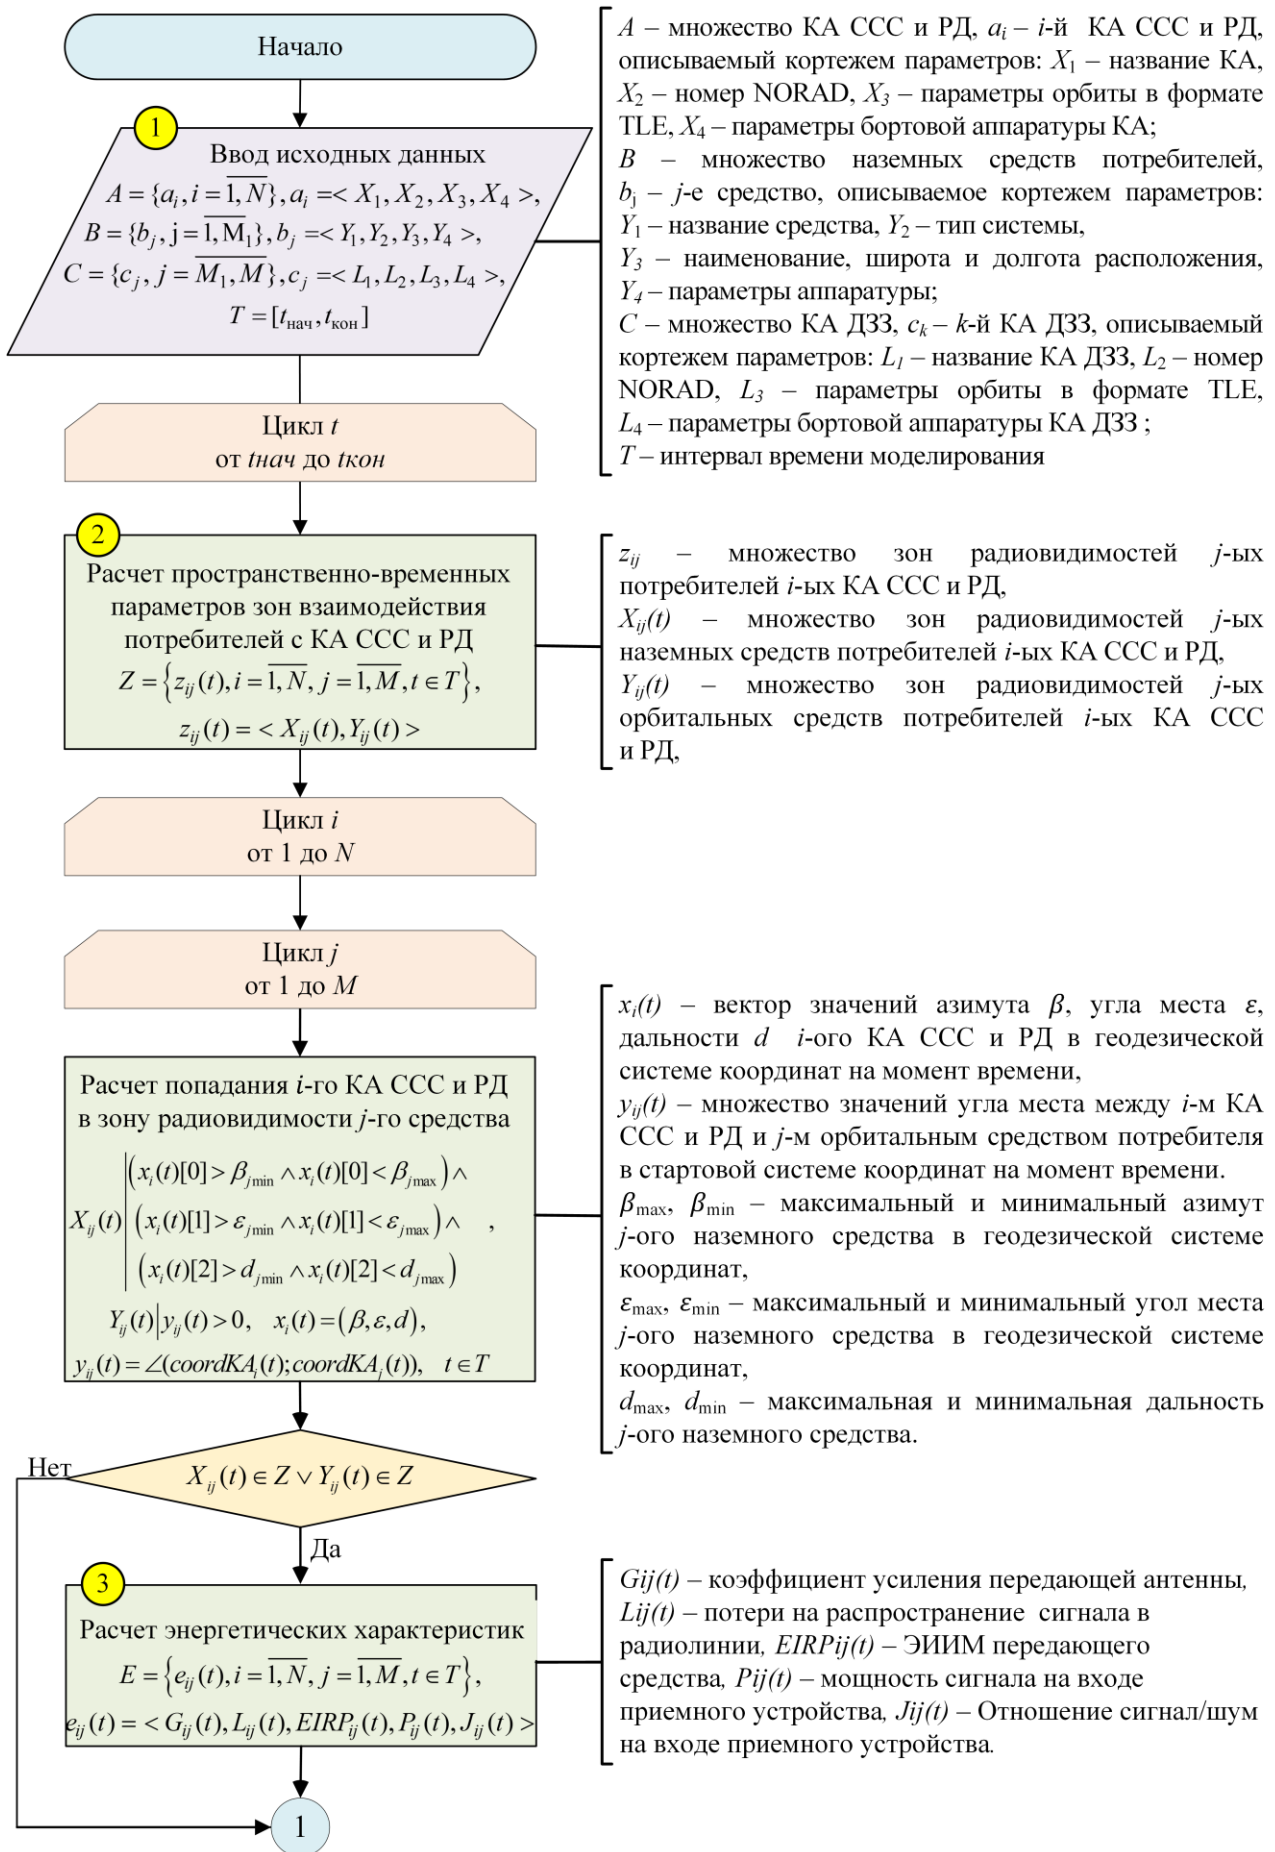 Начало
A – множество КА ССС и РД, a_i – i-й КА ССС и РД,
описываемый кортежем параметров: X_1 – название КА,
X_2 – номер NORAD, X_3 – параметры орбиты в формате
TLE, X_4 – параметры бортовой аппаратуры КА;
B – множество наземных средств потребителей,
b_j – j-е средство, описываемое кортежем параметров:
Y_1 – название средства, Y_2 – тип системы,
Y_3 – наименование, широта и долгота расположения,
Y_4 – параметры аппаратуры;
C – множество КА ДЗЗ, c_k – k-й КА ДЗЗ, описываемый
кортежем параметров: L_1 – название КА ДЗЗ, L_2 – номер
NORAD, L_3 – параметры орбиты в формате TLE,
L_4 – параметры бортовой аппаратуры КА ДЗЗ ;
T – интервал времени моделирования
1
Ввод исходных данных
A = {a_i, i = \overline{1, N}}, a_i =< X_1, X_2, X_3, X_4 >,
B = {b_j, j = \overline{1, M_1}}, b_j =< Y_1, Y_2, Y_3, Y_4 >,
C = {c_j, j = \overline{M_1, M}}, c_j =< L_1, L_2, L_3, L_4 >,
T = [t_нач, t_кон]
Цикл t
от tнач до tкон
2
Расчет пространственно-временных
параметров зон взаимодействия
потребителей с КА ССС и РД
Z = {z_ij(t), i = \overline{1, N}, j = \overline{1, M}, t ∈ T},
z_ij(t) = < X_ij(t), Y_ij(t) >
z_ij – множество зон радиовидимостей j-ых
потребителей i-ых КА ССС и РД,
X_ij(t) – множество зон радиовидимостей j-ых
наземных средств потребителей i-ых КА ССС и РД,
Y_ij(t) – множество зон радиовидимостей j-ых
орбитальных средств потребителей i-ых КА ССС
и РД,
Цикл i
от 1 до N
Цикл j
от 1 до M
Расчет попадания i-го КА ССС и РД
в зону радиовидимости j-го средства
(x_i(t)[0] > β_jmin ∧ x_i(t)[0] < β_jmax) ∧
X_ij(t) | (x_i(t)[1] > ε_jmin ∧ x_i(t)[1] < ε_jmax) ∧ ,
(x_i(t)[2] > d_jmin ∧ x_i(t)[2] < d_jmax)
Y_ij(t) | y_ij(t) > 0, x_i(t) = (β, ε, d),
y_ij(t) = ∠(coordKA_i(t); coordKA_j(t)), t ∈ T
x_i(t) – вектор значений азимута β, угла места ε,
дальности d i-ого КА ССС и РД в геодезической
системе координат на момент времени,
y_ij(t) – множество значений угла места между i-м КА
ССС и РД и j-м орбитальным средством потребителя
в стартовой системе координат на момент времени.
β_max, β_min – максимальный и минимальный азимут
j-ого наземного средства в геодезической системе
координат,
ε_max, ε_min – максимальный и минимальный угол места
j-ого наземного средства в геодезической системе
координат,
d_max, d_min – максимальная и минимальная дальность
j-ого наземного средства.
Нет
X_ij(t) ∈ Z ∨ Y_ij(t) ∈ Z
Да
3
Расчет энергетических характеристик
E = {e_ij(t), i = \overline{1, N}, j = \overline{1, M}, t ∈ T},
e_ij(t) = < G_ij(t), L_ij(t), EIRP_ij(t), P_ij(t), J_ij(t) >
Gij(t) – коэффициент усиления передающей антенны,
Lij(t) – потери на распространение сигнала в
радиолинии, EIRPij(t) – ЭИИМ передающего
средства, Pij(t) – мощность сигнала на входе
приемного устройства, Jij(t) – Отношение сигнал/шум
на входе приемного устройства.
1